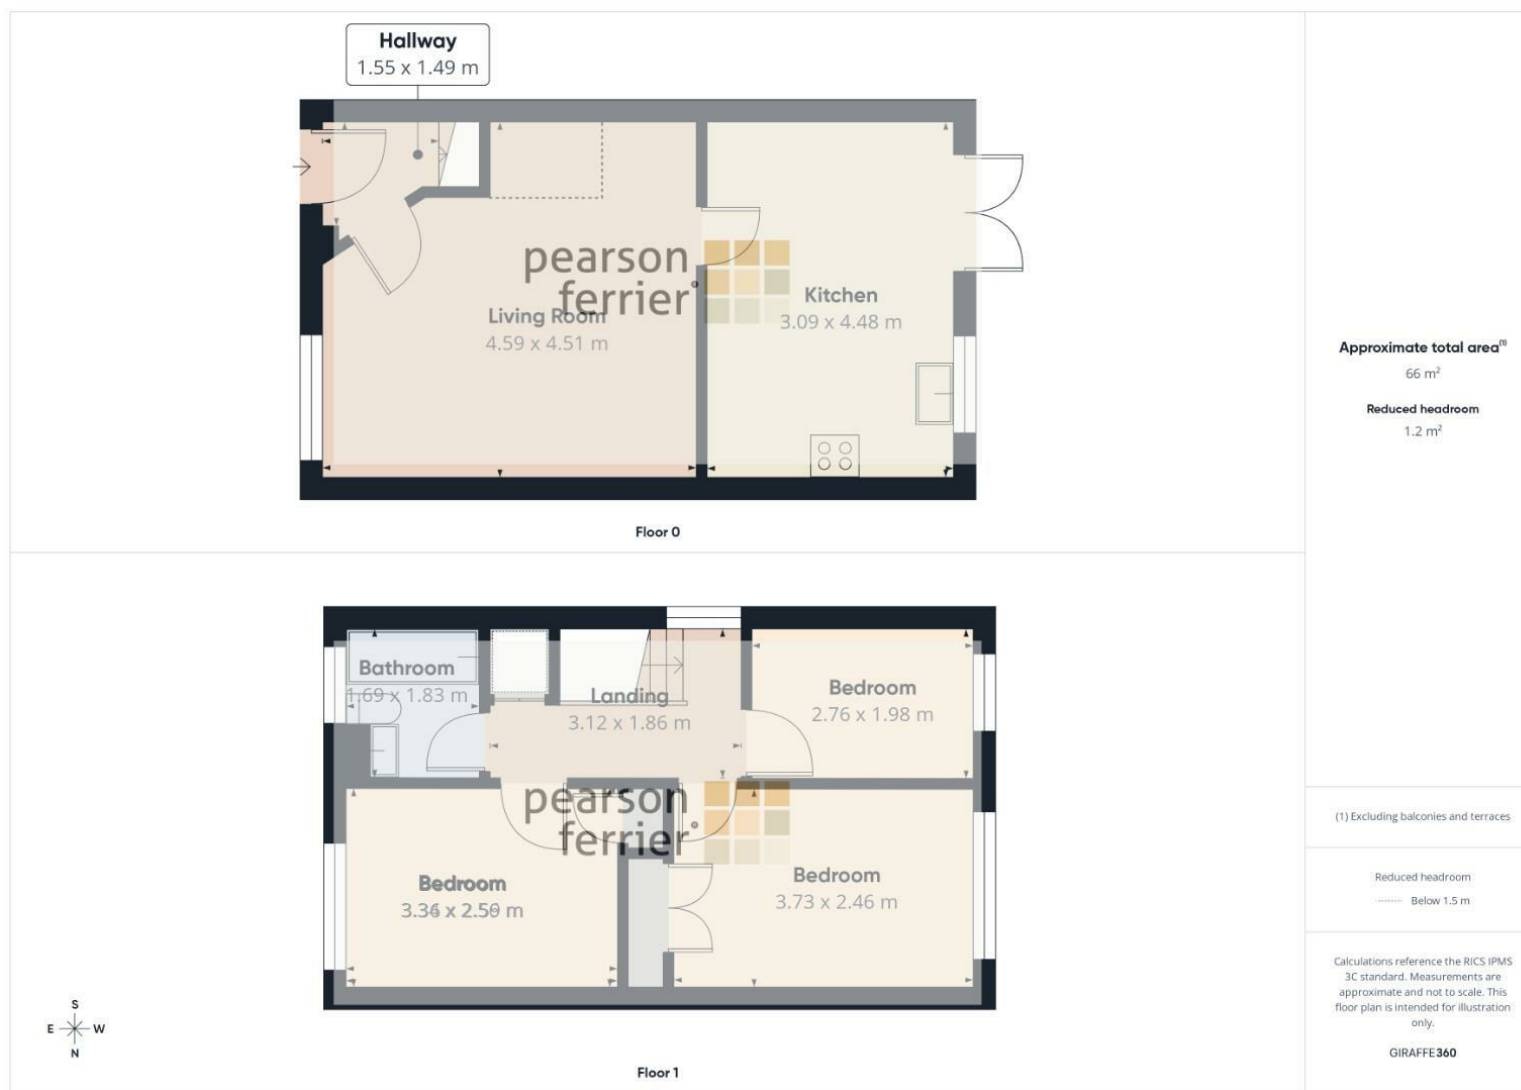 Hallway
1.55 x 1.49 m
pearson
ferrier
Living Room
4.59 x 4.51 m
Kitchen
3.09 x 4.48 m
Floor 0
Approximate total area(1)
66 m²
Reduced headroom
1.2 m²
Bathroom
1.69 x 1.83 m
Landing
3.12 x 1.86 m
Bedroom
2.76 x 1.98 m
pearson
ferrier
Bedroom
x m
Bedroom
3.73 x 2.46 m
(1) Excluding balconies and terraces
Reduced headroom
Below 1.5 m
Calculations reference the RICS IPMS
3C standard. Measurements are
approximate and not to scale. This
floor plan is intended for illustration
only.
GIRAFFE360
S
E W
N
Floor 1